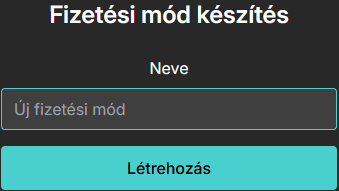 Fizetési mód készítés
Neve
Új fizetési mód
Létrehozás